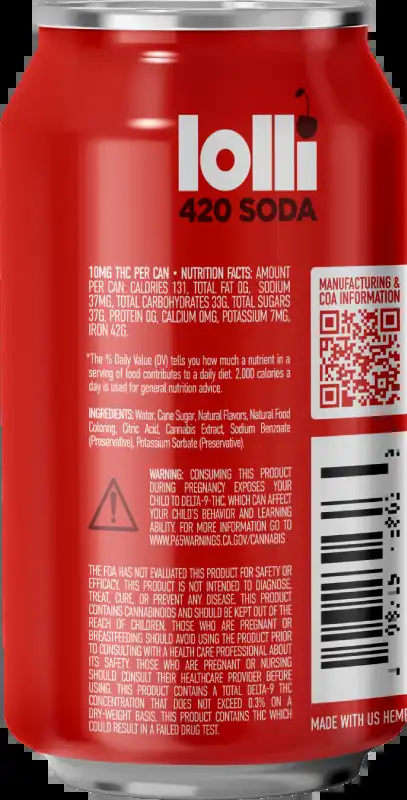 lolli
420 SODA
10MG THC PER CAN • NUTRITION FACTS: AMOUNT
PER CAN: CALORIES 131, TOTAL FAT 0G, SODIUM
37MG, TOTAL CARBOHYDRATES 33G, TOTAL SUGARS
37G, PROTEIN 0G, CALCIUM 0MG, POTASSIUM 7MG,
IRON 42G.
*The % Daily Value (DV) tells you how much a nutrient in a
serving of food contributes to a daily diet. 2,000 calories a
day is used for general nutrition advice.
INGREDIENTS: Water, Cane Sugar, Natural Flavors, Natural Food
Coloring, Citric Acid, Cannabis Extract, Sodium Benzoate
(Preservative), Potassium Sorbate (Preservative).
WARNING: CONSUMING THIS PRODUCT
DURING PREGNANCY EXPOSES YOUR
CHILD TO DELTA-9-THC, WHICH CAN AFFECT
YOUR CHILD'S BEHAVIOR AND LEARNING
ABILITY. FOR MORE INFORMATION GO TO
WWW.P65WARNINGS.CA.GOV/CANNABIS
THE FDA HAS NOT EVALUATED THIS PRODUCT FOR SAFETY OR
EFFICACY. THIS PRODUCT IS NOT INTENDED TO DIAGNOSE,
TREAT, CURE, OR PREVENT ANY DISEASE. THIS PRODUCT
CONTAINS CANNABINOIDS AND SHOULD BE KEPT OUT OF THE
REACH OF CHILDREN. THOSE WHO ARE PREGNANT OR
BREASTFEEDING SHOULD AVOID USING THE PRODUCT PRIOR
TO CONSULTING WITH A HEALTH CARE PROFESSIONAL ABOUT
ITS SAFETY. THOSE WHO ARE PREGNANT OR NURSING
SHOULD CONSULT THEIR HEALTHCARE PROVIDER BEFORE
USING. THIS PRODUCT CONTAINS A TOTAL DELTA-9 THC
CONCENTRATION THAT DOES NOT EXCEED 0.3% ON A
DRY-WEIGHT BASIS. THIS PRODUCT CONTAINS THC WHICH
COULD RESULT IN A FAILED DRUG TEST.
MANUFACTURING &
COA INFORMATION
MADE WITH US HEMP